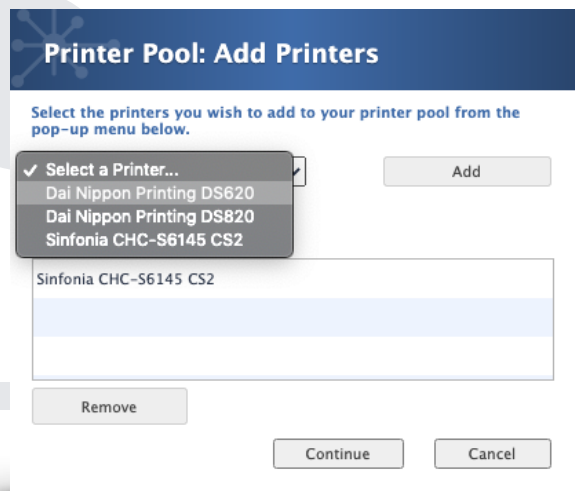 Printer Pool: Add Printers
Select the printers you wish to add to your printer pool from the
pop-up menu below.
✓ Select a Printer...
Add
Dai Nippon Printing DS620
Dai Nippon Printing DS820
Sinfonia CHC-S6145 CS2
Sinfonia CHC-S6145 CS2
Remove
Continue
Cancel